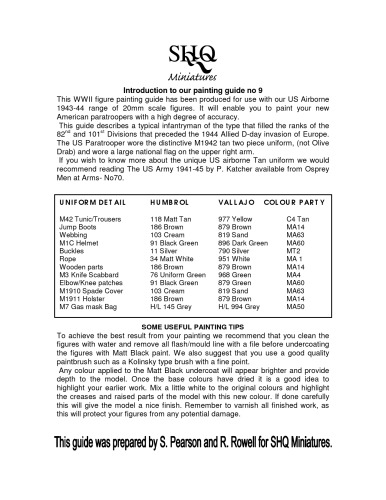 SHQ
Miniatures
Introduction to our painting guide no 9
This WWII figure painting guide has been produced for use with our US Airborne
1943-44 range of 20mm scale figures. It will enable you to paint your new
American paratroopers with a high degree of accuracy.
This guide describes a typical infantryman of the type that filled the ranks of the
82nd and 101st Divisions that preceded the 1944 Allied D-day invasion of Europe.
The US Paratrooper wore the distinctive M1942 tan two piece uniform, (not Olive
Drab) and wore a large national flag on the upper right arm.
If you wish to know more about the unique US airborne Tan uniform we would
recommend reading The US Army 1941-45 by P. Katcher available from Osprey
Men at Arms- No70.
UNIFORM DETAIL HUMBROL VALLAJO COLOUR PARTY
M42 Tunic/Trousers 118 Matt Tan 977 Yellow C4 Tan
Jump Boots 186 Brown 879 Brown MA14
Webbing 103 Cream 819 Sand MA63
M1C Helmet 91 Black Green 896 Dark Green MA60
Buckles 11 Silver 790 Silver MT2
Rope 34 Matt White 951 White MA 1
Wooden parts 186 Brown 879 Brown MA14
M3 Knife Scabbard 76 Uniform Green 968 Green MA4
Elbow/Knee patches 91 Black Green 879 Green MA60
M1910 Spade Cover 103 Cream 819 Sand MA63
M1911 Holster 186 Brown 879 Brown MA14
M7 Gas mask Bag H/L 145 Grey H/L 994 Grey MA50
SOME USEFUL PAINTING TIPS
To achieve the best result from your painting we recommend that you clean the
figures with water and remove all flash/mould line with a file before undercoating
the figures with Matt Black paint. We also suggest that you use a good quality
paintbrush such as a Kolinsky type brush with a fine point.
Any colour applied to the Matt Black undercoat will appear brighter and provide
depth to the model. Once the base colours have dried it is a good idea to
highlight your earlier work. Mix a little white to the original colours and highlight
the creases and raised parts of the model with this new colour. If done carefully
this will give the model a nice finish. Remember to varnish all finished work, as
this will protect your figures from any potential damage.
This guide was prepared by S. Pearson and R. Rowell for SHQ Miniatures.